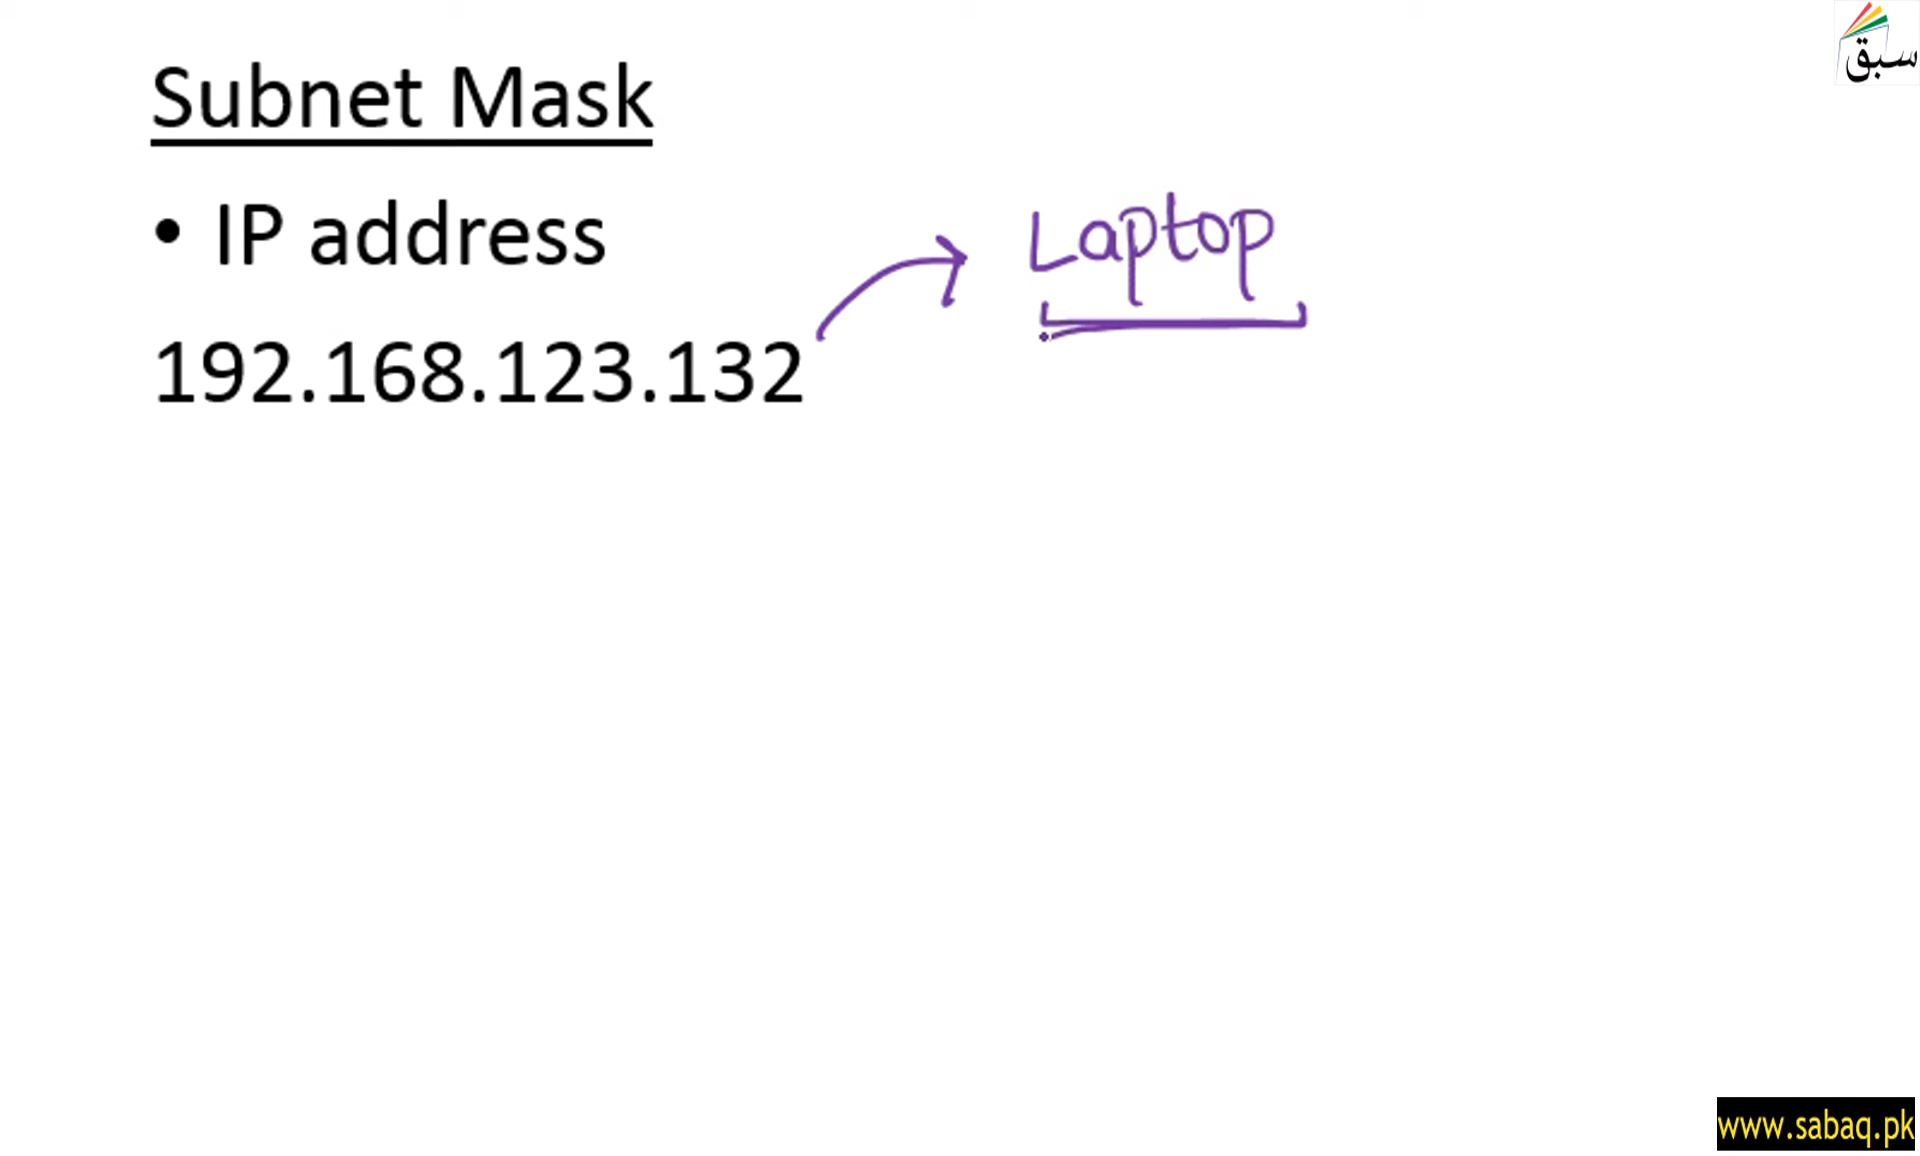 سبق
Subnet Mask
• IP address
Laptop
192.168.123.132
www.sabaq.pk